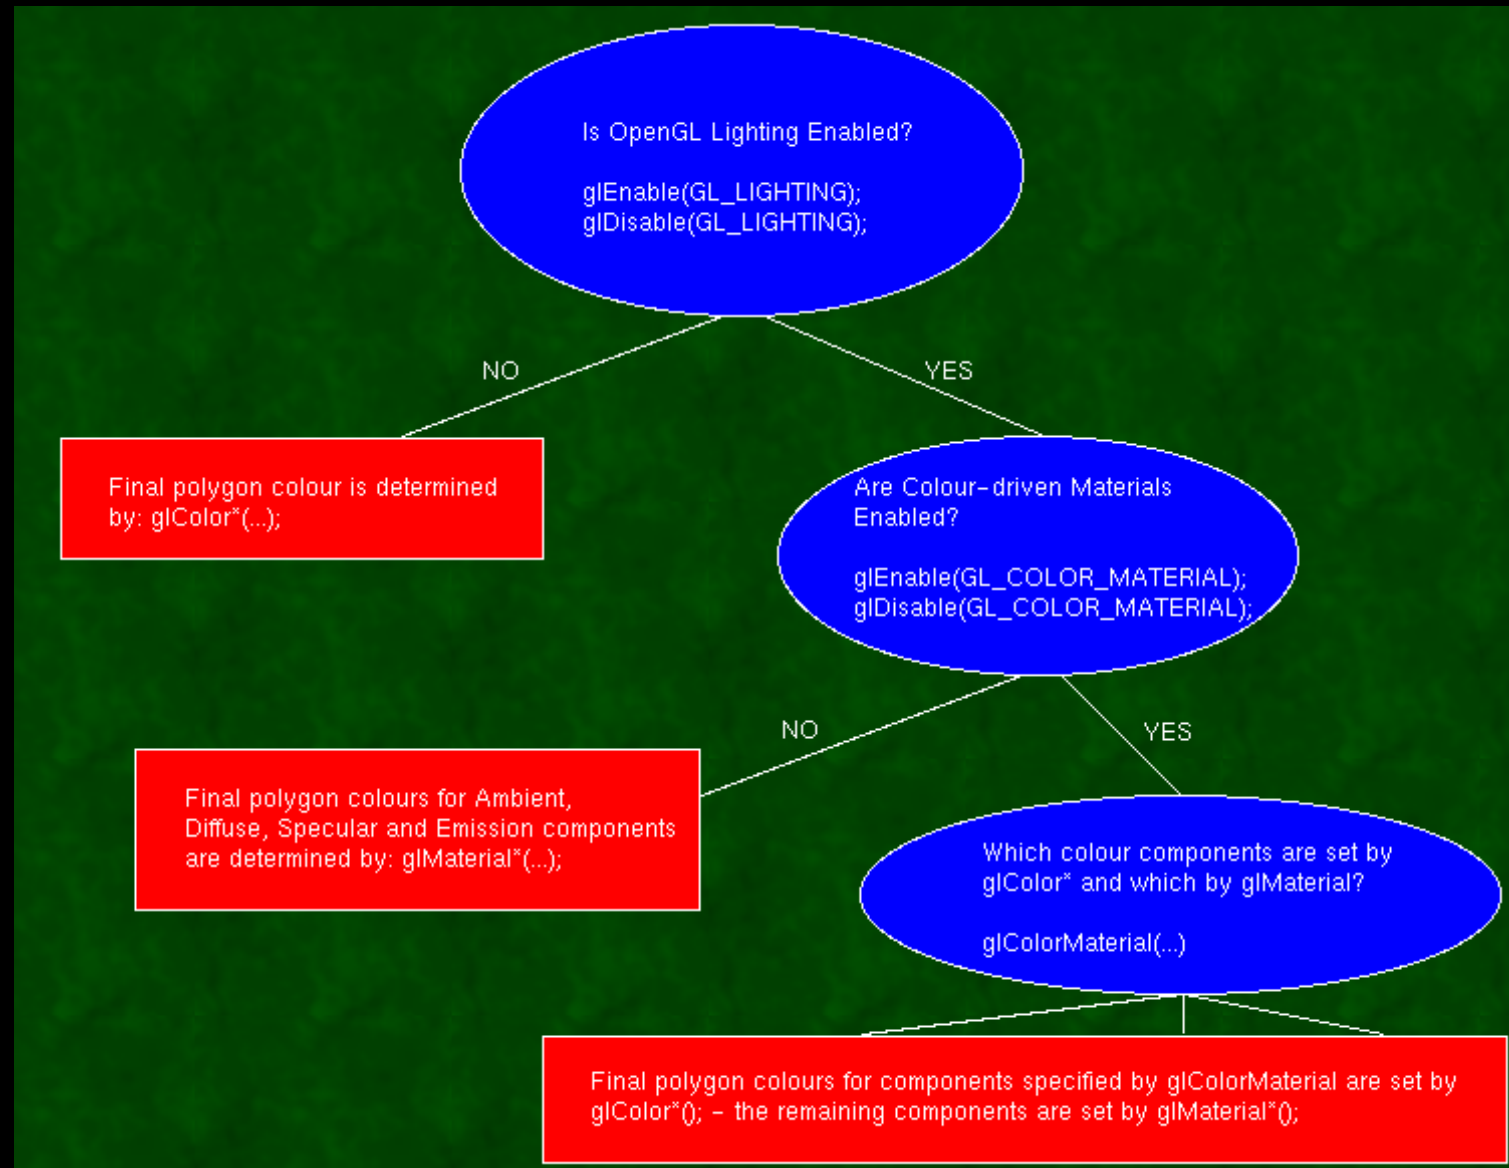 Is OpenGL Lighting Enabled?
glEnable(GL_LIGHTING);
glDisable(GL_LIGHTING);
NO
YES
Final polygon colour is determined
by: glColor*(...);
Are Colour-driven Materials
Enabled?
glEnable(GL_COLOR_MATERIAL);
glDisable(GL_COLOR_MATERIAL);
NO
YES
Final polygon colours for Ambient,
Diffuse, Specular and Emission components
are determined by: glMaterial*(...);
Which colour components are set by
glColor* and which by glMaterial?
glColorMaterial(...)
Final polygon colours for components specified by glColorMaterial are set by
glColor*(); - the remaining components are set by glMaterial*();